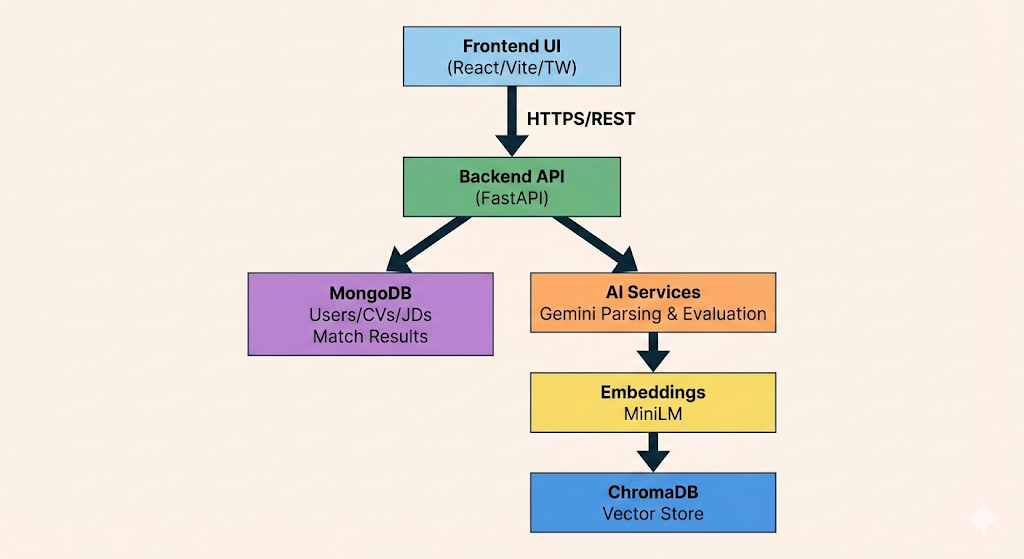 Frontend UI
(React/Vite/TW)
HTTPS/REST
Backend API
(FastAPI)
MongoDB
Users/CVs/JDs
Match Results
AI Services
Gemini Parsing & Evaluation
Embeddings
MiniLM
ChromaDB
Vector Store